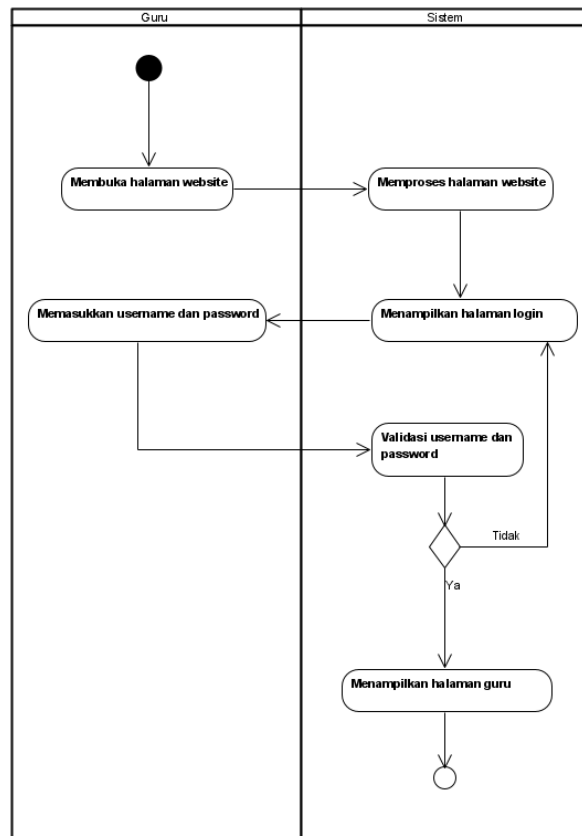 Guru
Sistem
Membuka halaman website
Memproses halaman website
Memasukkan username dan password
Menampilkan halaman login
Validasi username dan
password
Tidak
Ya
Menampilkan halaman guru